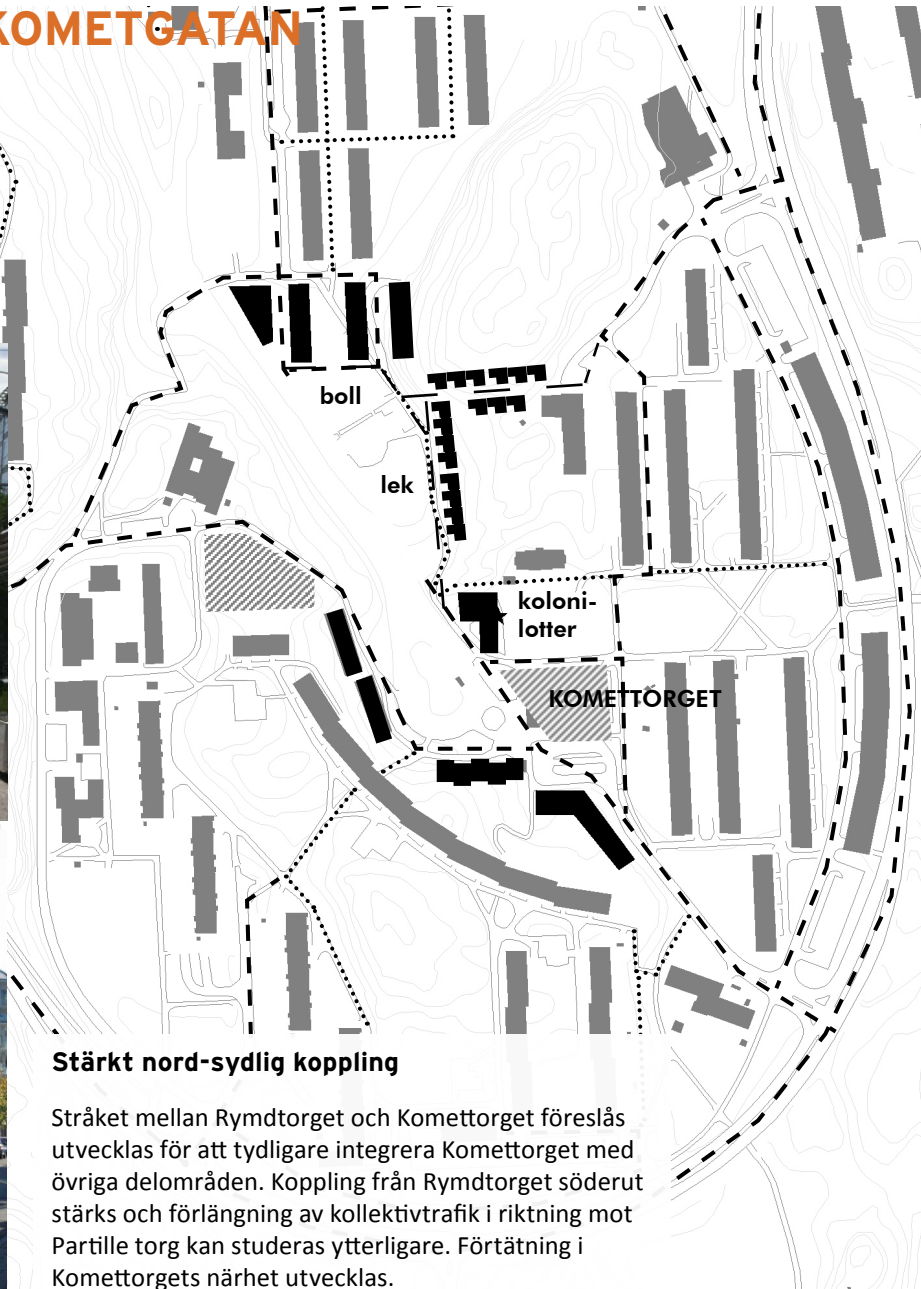 KOMETGATAN
boll
lek
koloni-
lotter
KOMETTORGET
Stärkt nord-sydlig koppling
Stråket mellan Rymdtorget och Komettorget föreslås
utvecklas för att tydligare integrera Komettorget med
övriga delområden. Koppling från Rymdtorget söderut
stärks och förlängning av kollektivtrafik i riktning mot
Partille torg kan studeras ytterligare. Förtätning i
Komettorgets närhet utvecklas.